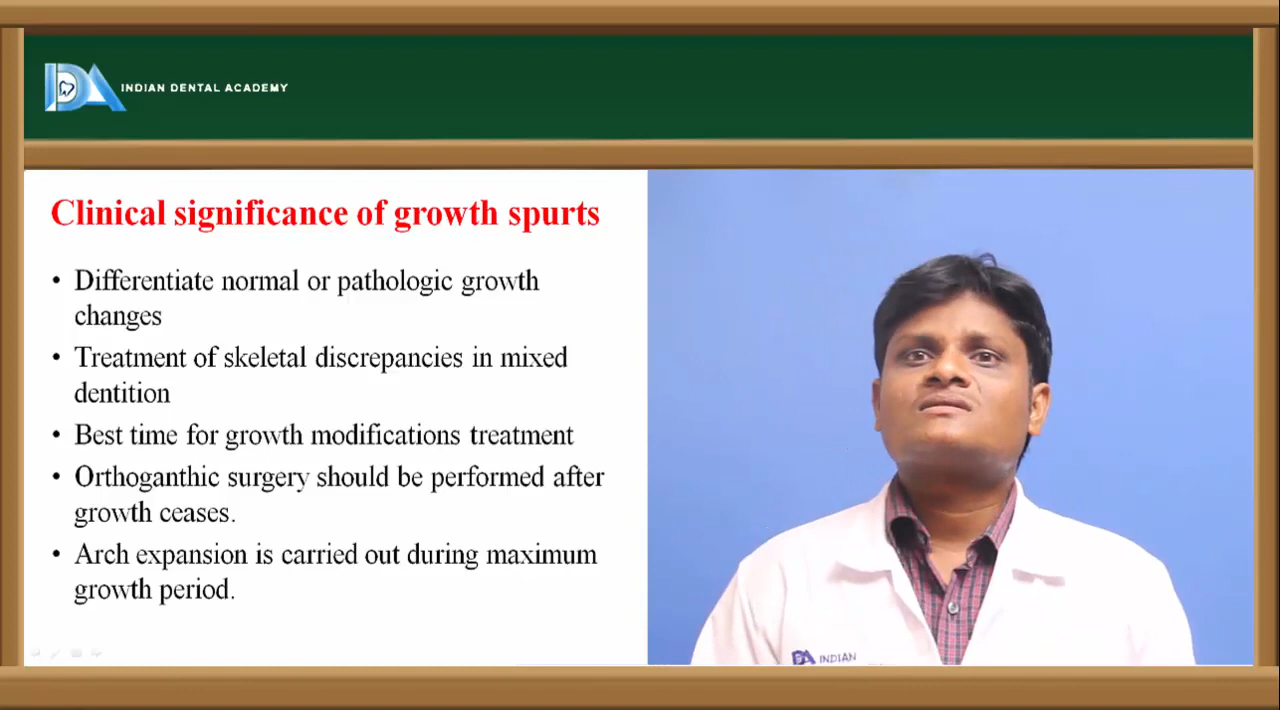 INDIAN DENTAL ACADEMY
Clinical significance of growth spurts
• Differentiate normal or pathologic growth
changes
• Treatment of skeletal discrepancies in mixed
dentition
• Best time for growth modifications treatment
• Orthoganthic surgery should be performed after
growth ceases.
• Arch expansion is carried out during maximum
growth period.
INDIAN